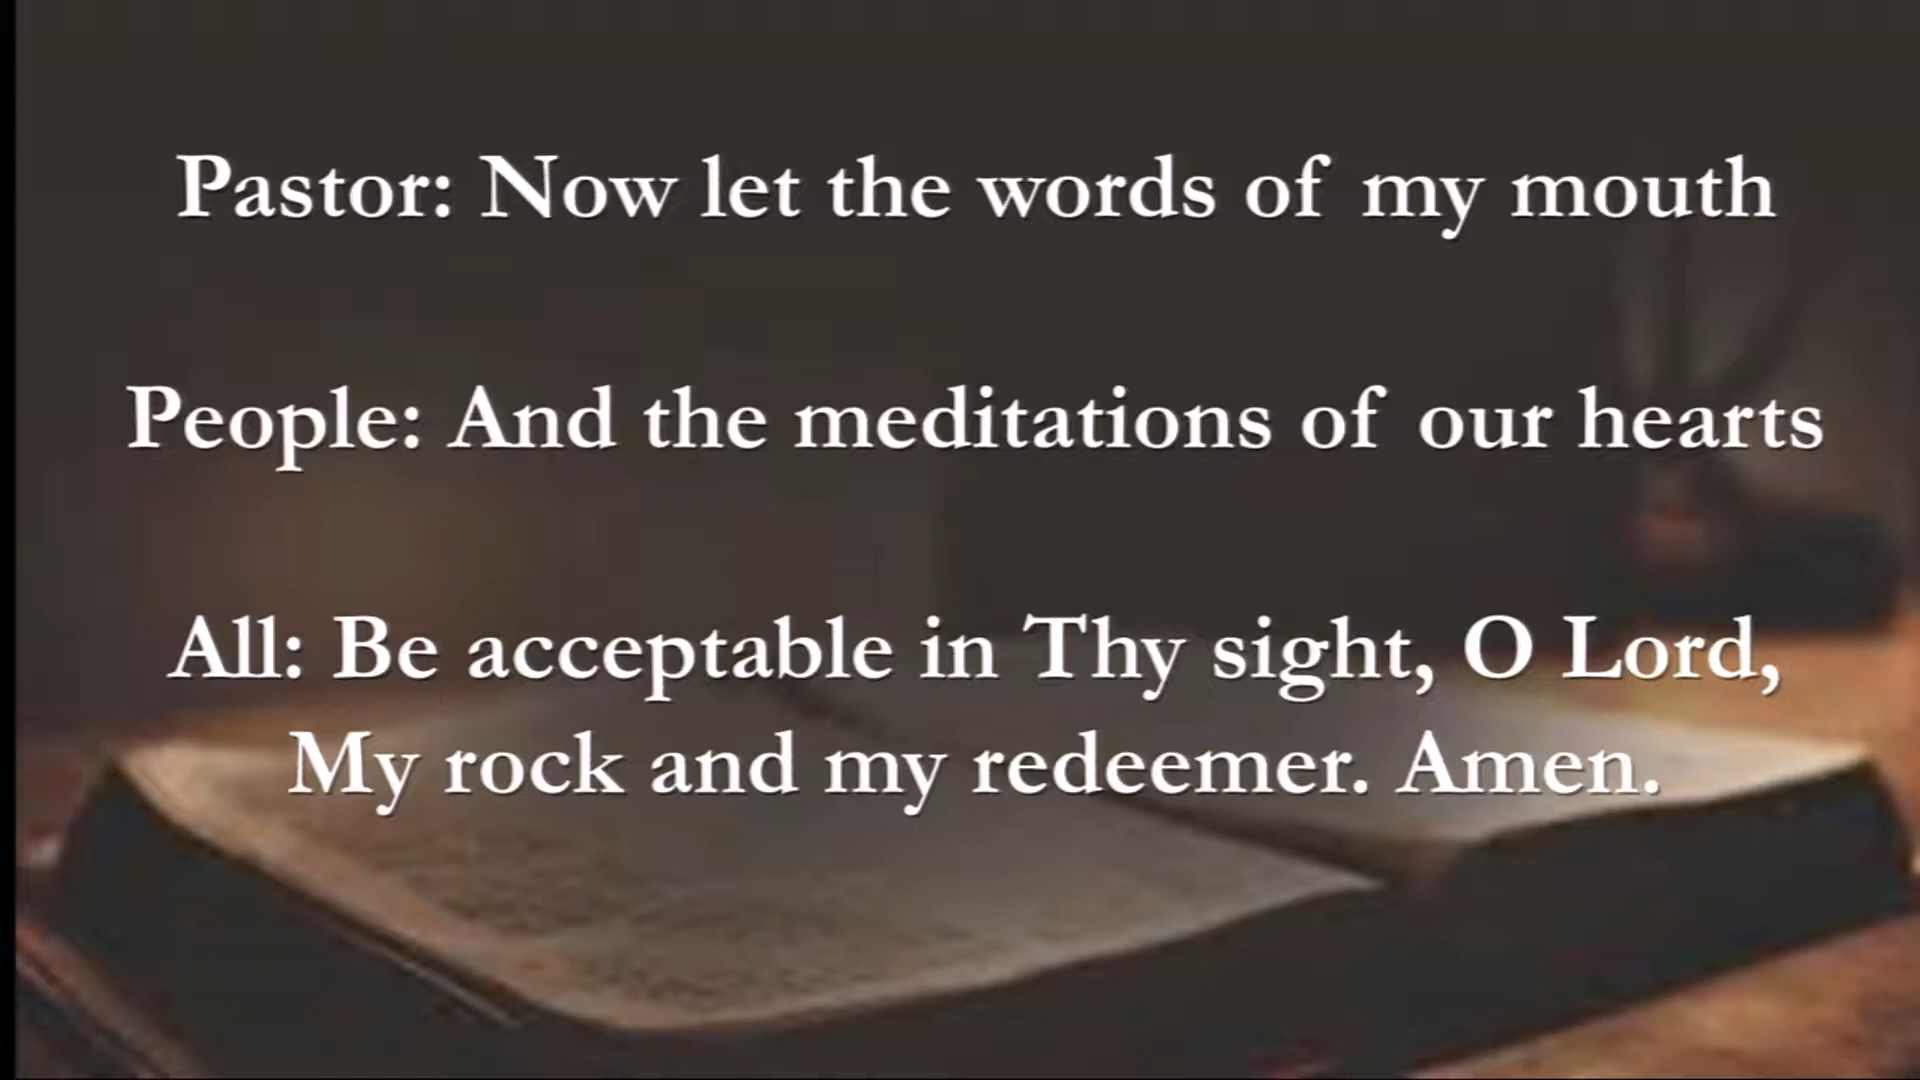 Pastor: Now let the words of my mouth
People: And the meditations of our hearts
All: Be acceptable in Thy sight, O Lord,
My rock and my redeemer. Amen.